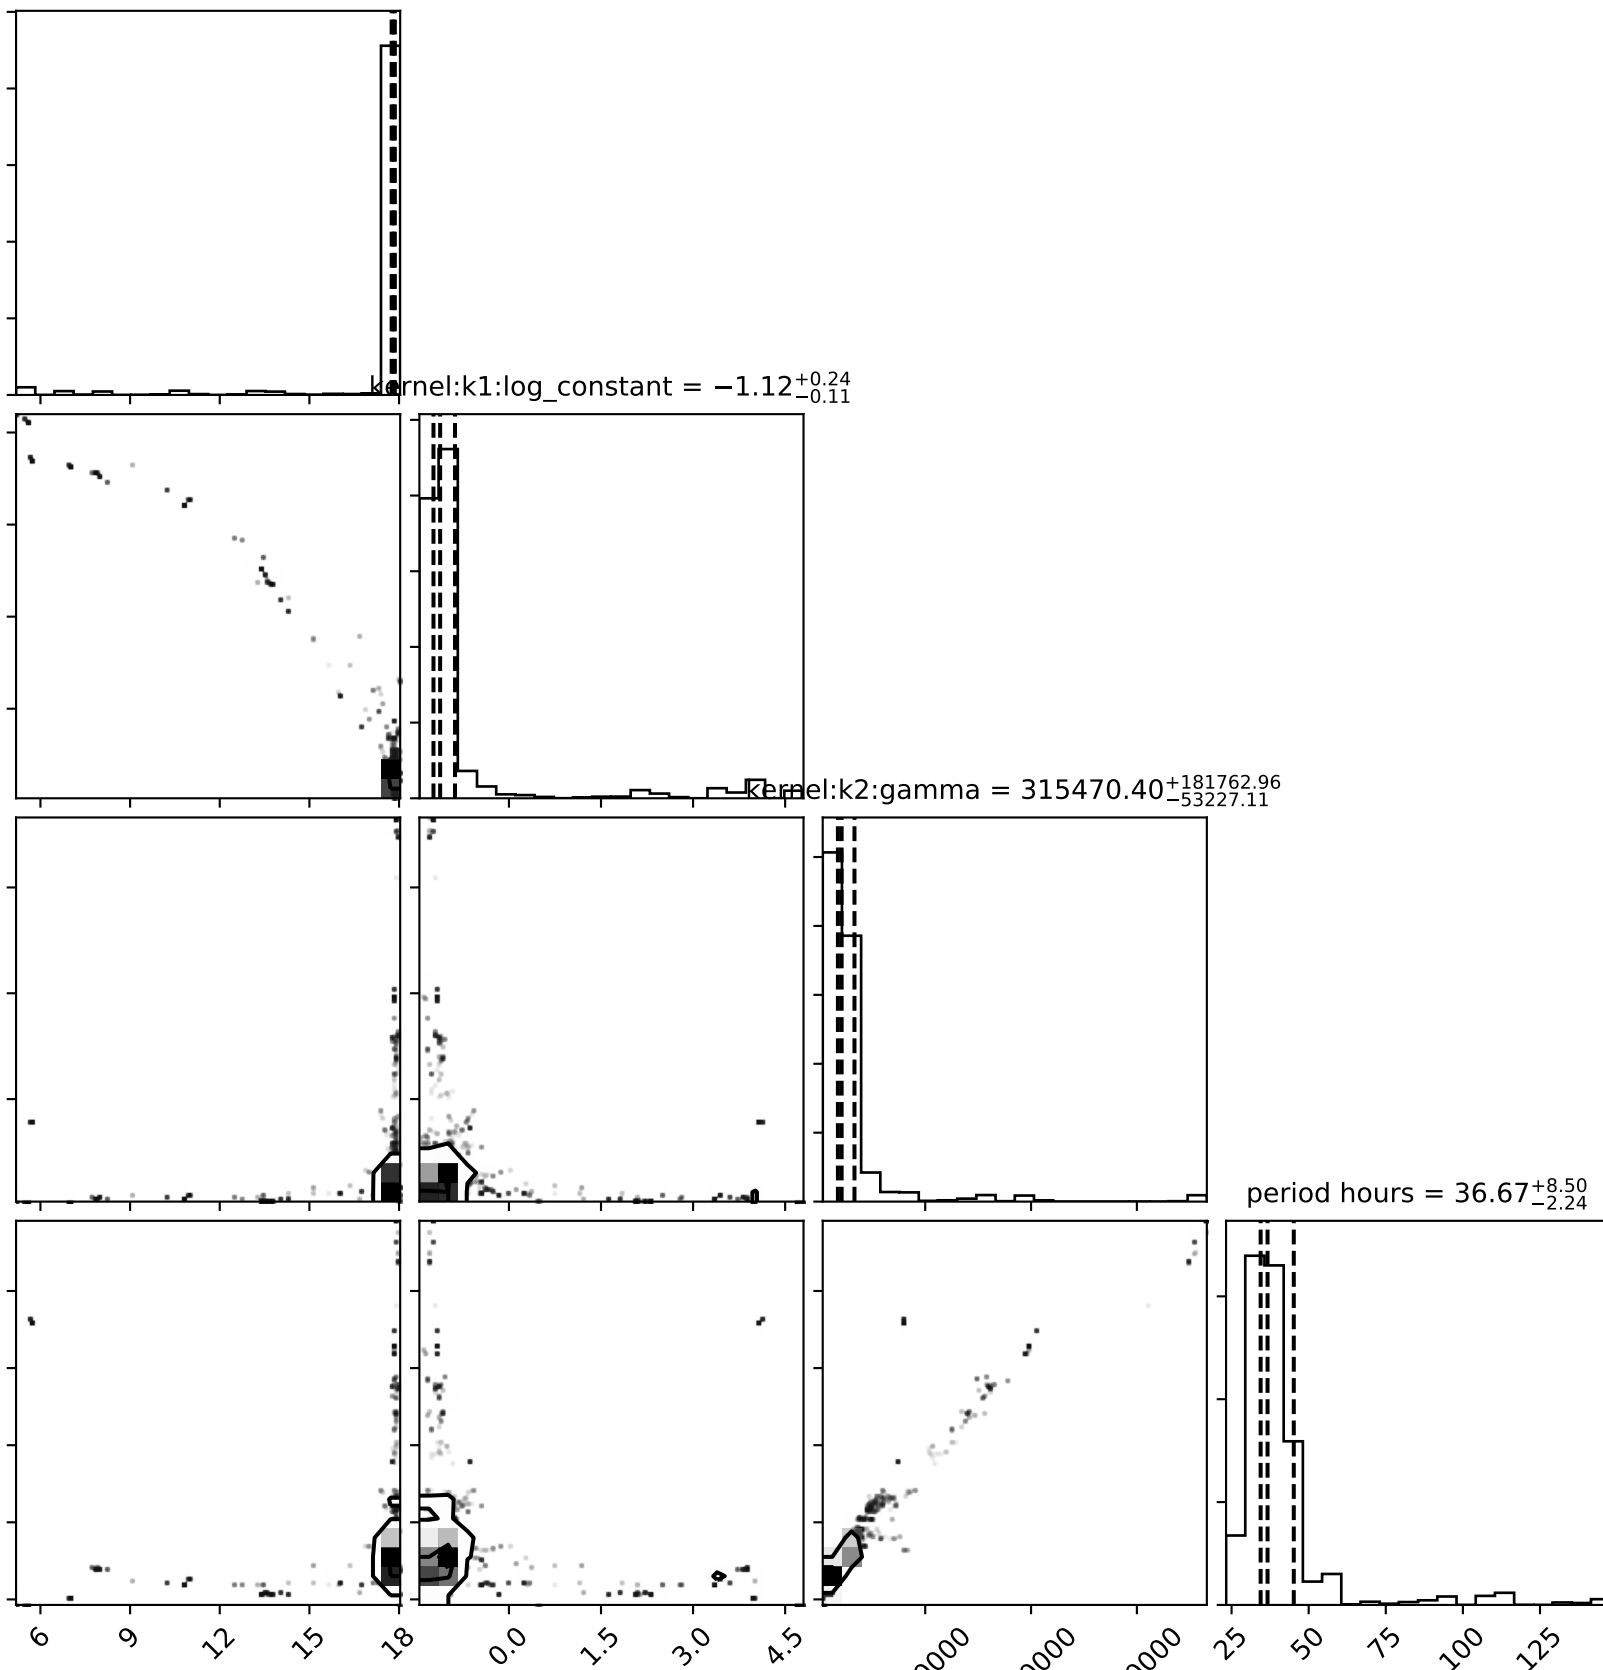 kernel:k1:log_constant = −1.12+0.24 −0.11
kernel:k2:gamma = 315470.40+181762.96 −53227.11
period hours = 36.67+8.50 −2.24
6 9 12 15 18 0.0 1.5 3.0 4.5 25 50 75 100 125